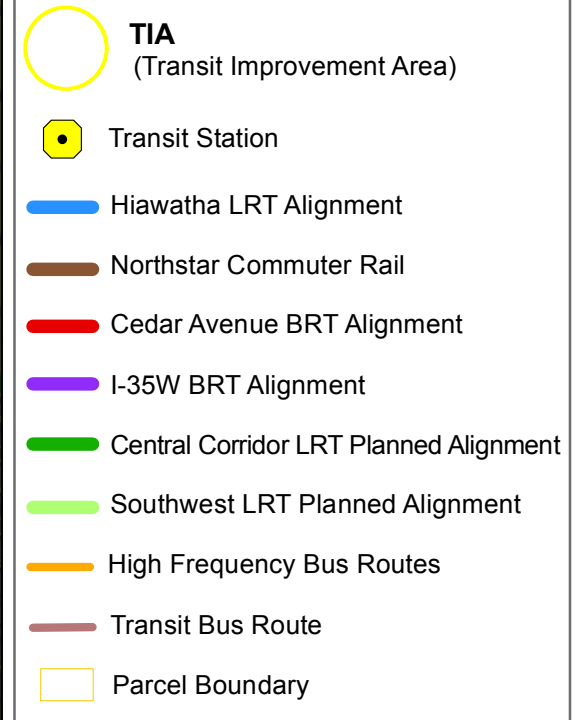 TIA
(Transit Improvement Area)
Transit Station
Hiawatha LRT Alignment
Northstar Commuter Rail
Cedar Avenue BRT Alignment
I-35W BRT Alignment
Central Corridor LRT Planned Alignment
Southwest LRT Planned Alignment
High Frequency Bus Routes
Transit Bus Route
Parcel Boundary